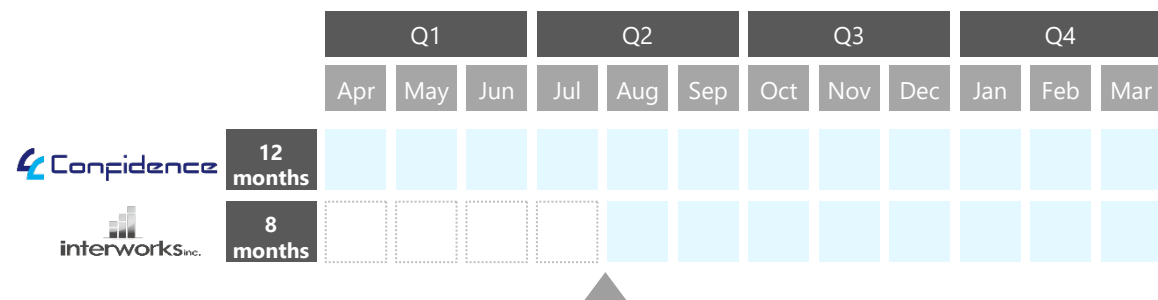 Q1 Q2 Q3 Q4
Apr May Jun Jul Aug Sep Oct Nov Dec Jan Feb Mar
Confidence
12
months
interworks inc.
8
months